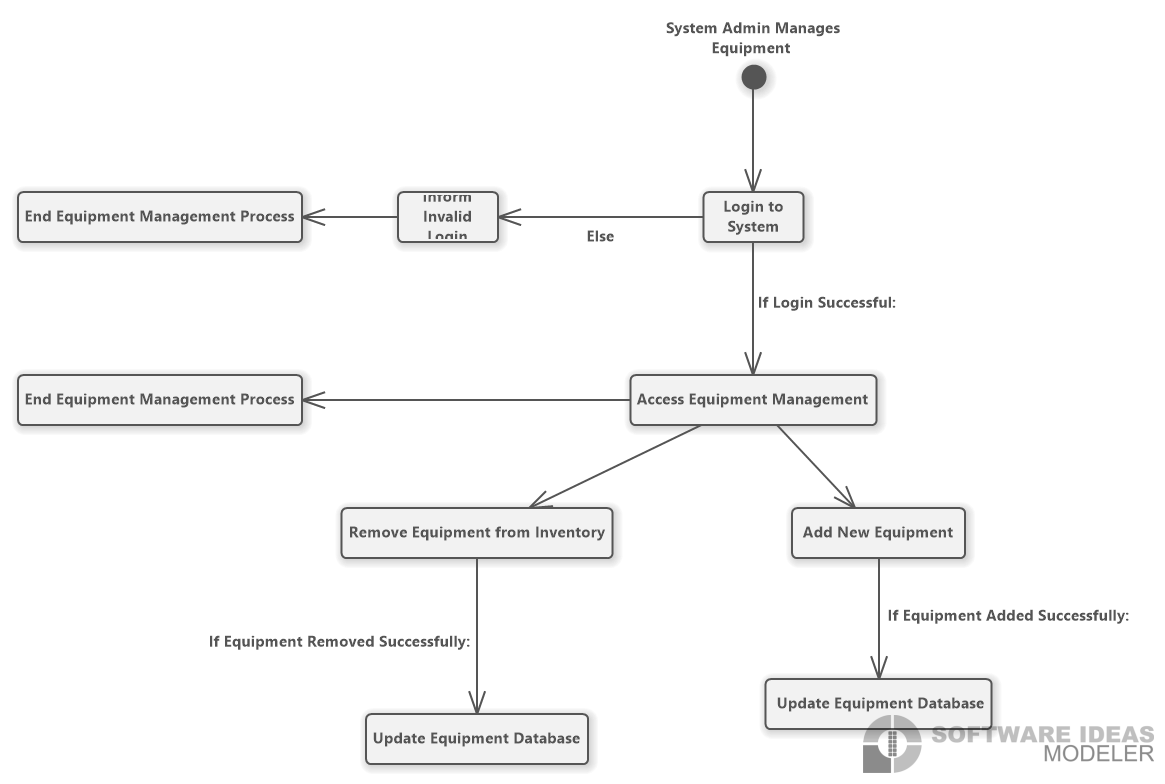 System Admin Manages
Equipment
End Equipment Management Process
Inform
Invalid
Login
Login to
System
Else
If Login Successful:
End Equipment Management Process
Access Equipment Management
Remove Equipment from Inventory
Add New Equipment
If Equipment Removed Successfully:
If Equipment Added Successfully:
Update Equipment Database
Update Equipment Database
SOFTWARE IDEAS
MODELER